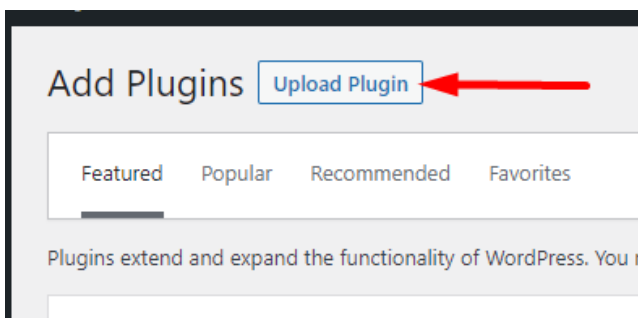 Add Plugins Upload Plugin
Featured Popular Recommended Favorites
Plugins extend and expand the functionality of WordPress. You